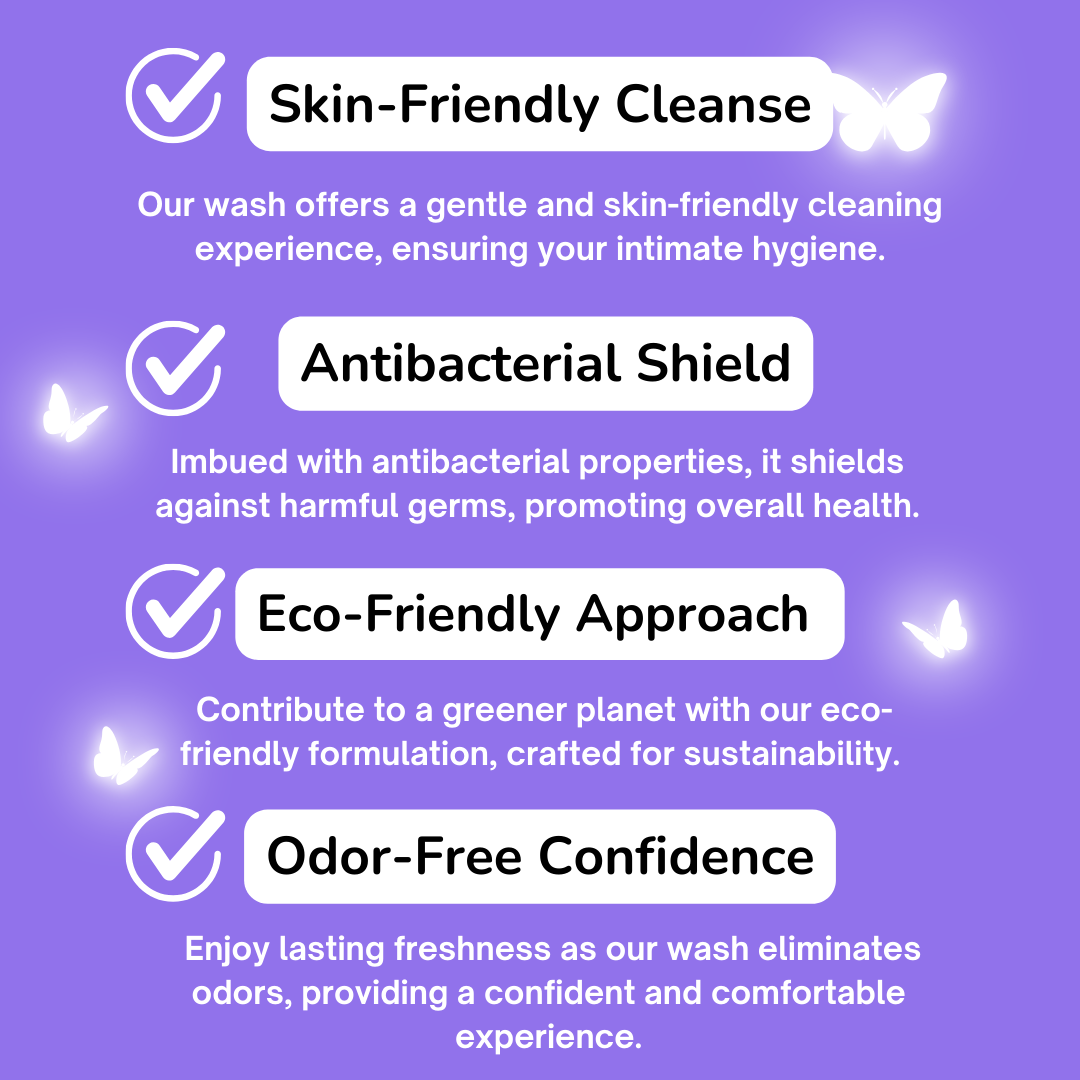 Skin-Friendly Cleanse
Our wash offers a gentle and skin-friendly cleaning
experience, ensuring your intimate hygiene.
Antibacterial Shield
Imbued with antibacterial properties, it shields
against harmful germs, promoting overall health.
Eco-Friendly Approach
Contribute to a greener planet with our eco-
friendly formulation, crafted for sustainability.
Odor-Free Confidence
Enjoy lasting freshness as our wash eliminates
odors, providing a confident and comfortable
experience.